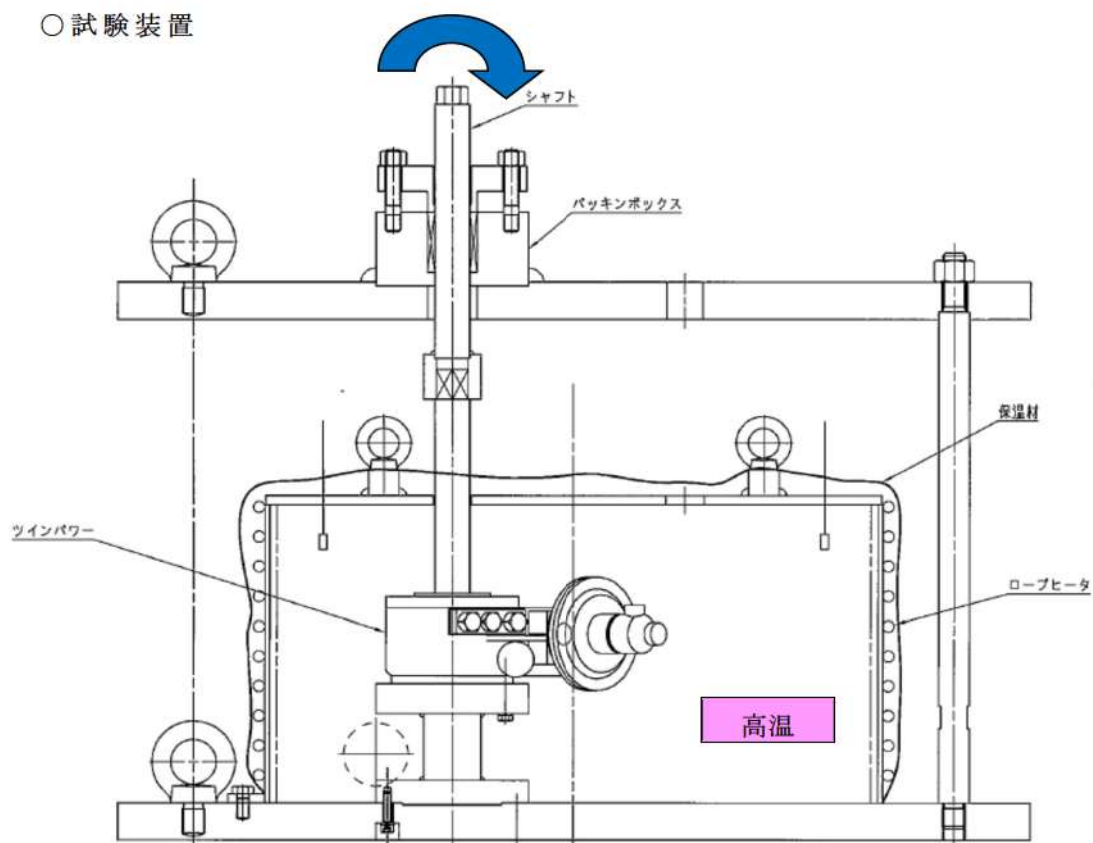 ○試験装置
シャフト
パッキンボックス
保温材
ツインパワー
ロープヒータ
高温